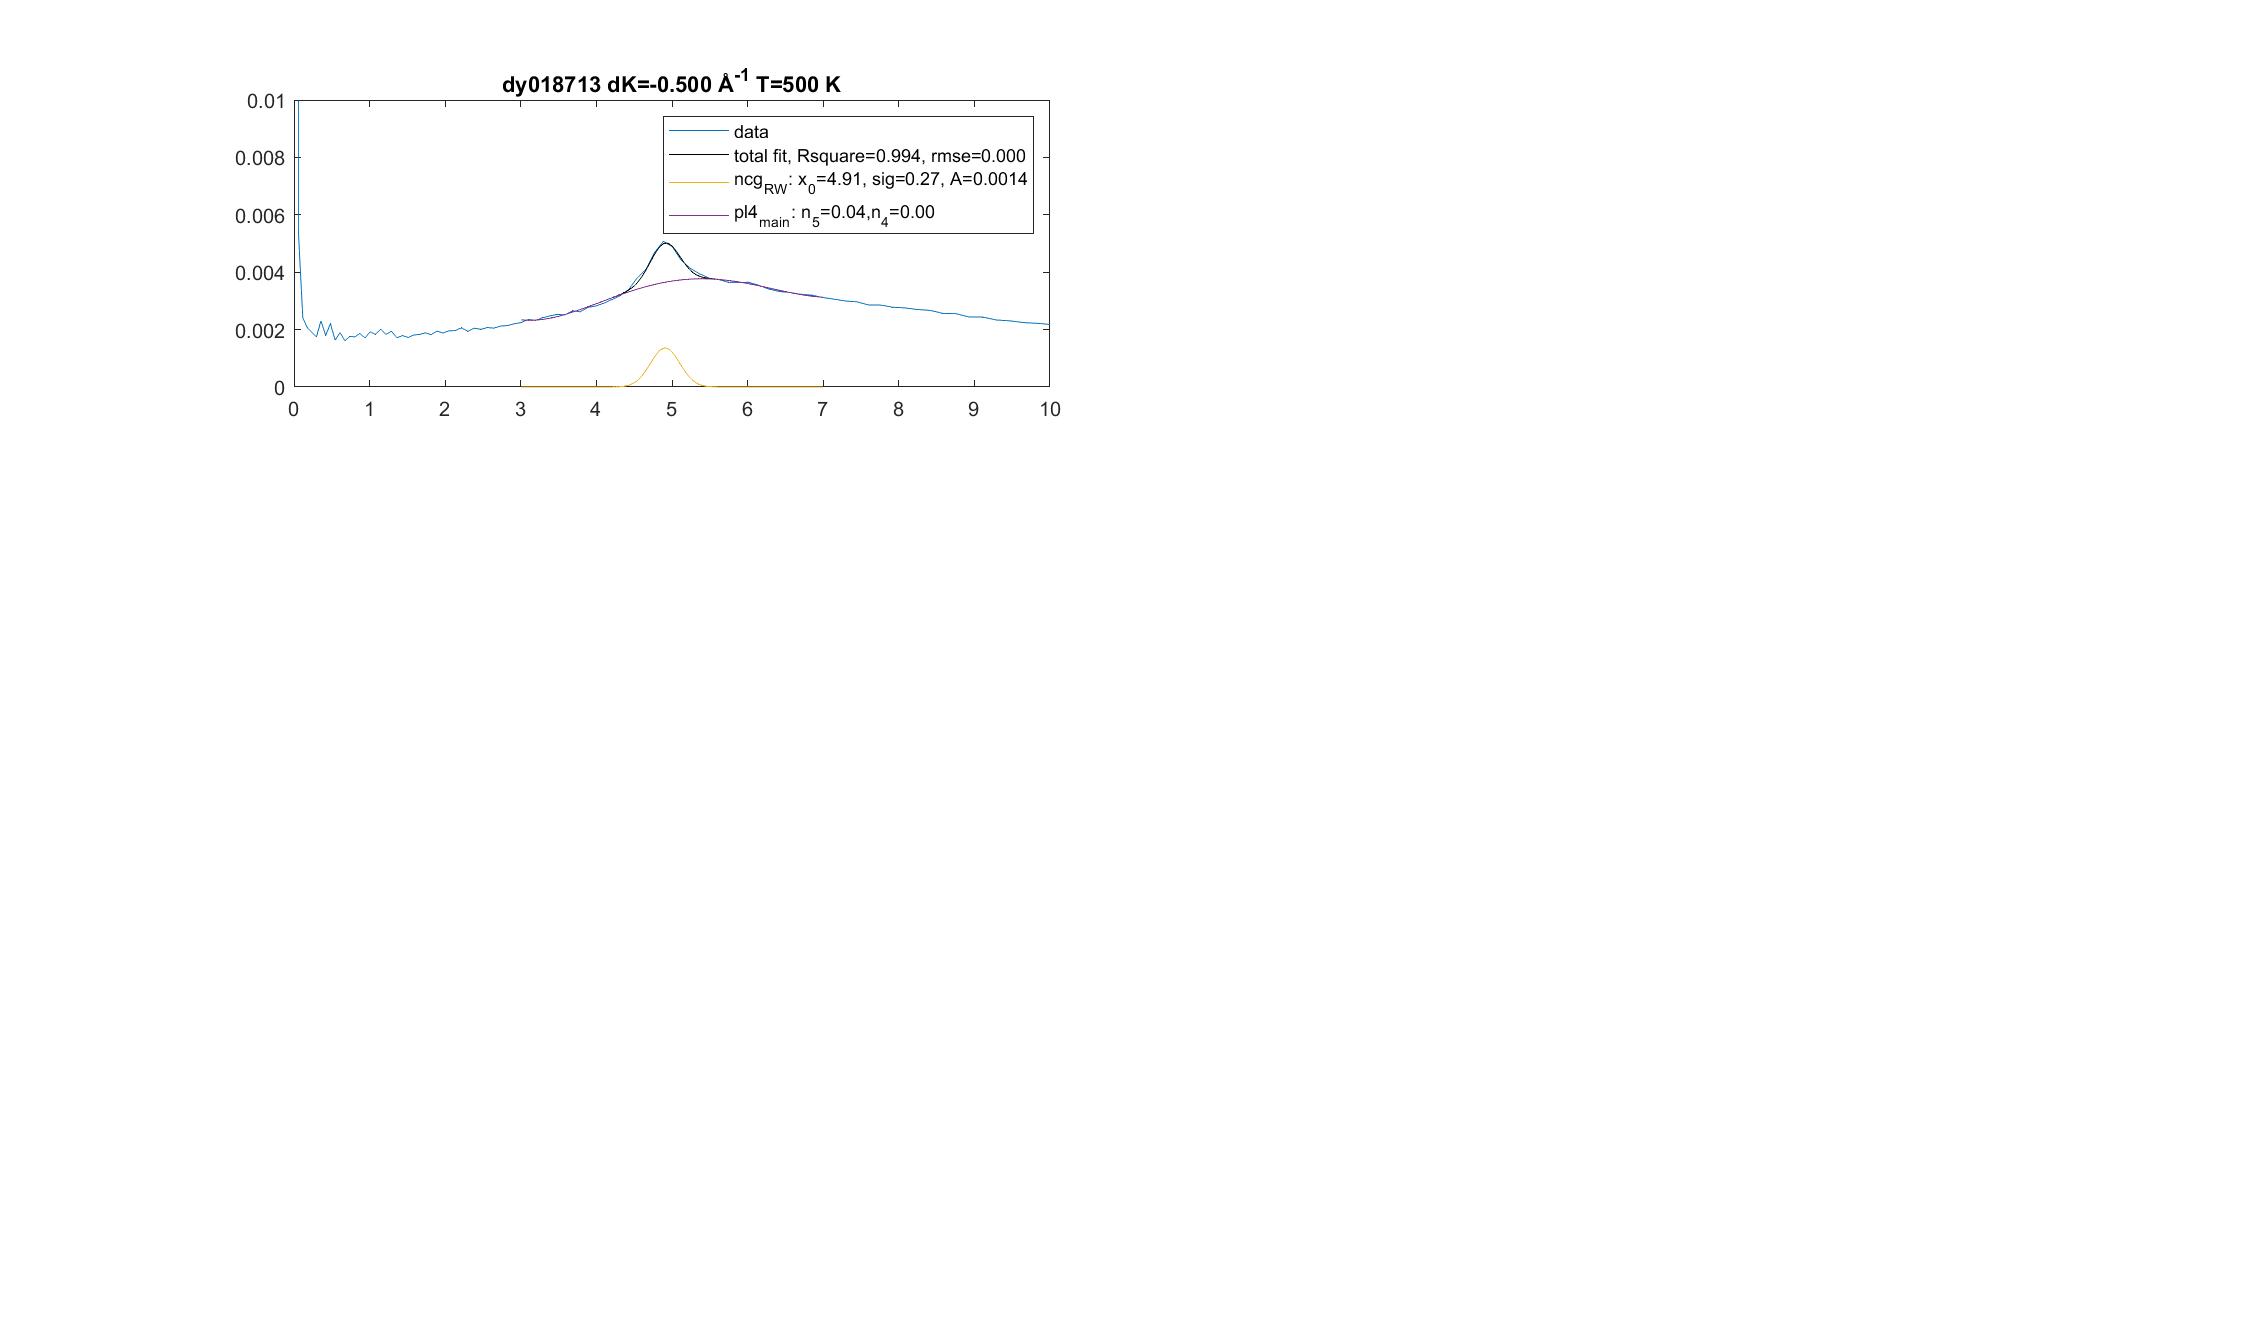 dy018713 dK=-0.500 Å-1 T=500 K
0.01
0.008
0.006
0.004
0.002
0
data
total fit, Rsquare=0.994, rmse=0.000
ncgRW: x0=4.91, sig=0.27, A=0.0014
pl4main: n5=0.04,n4=0.00
0 1 2 3 4 5 6 7 8 9 10